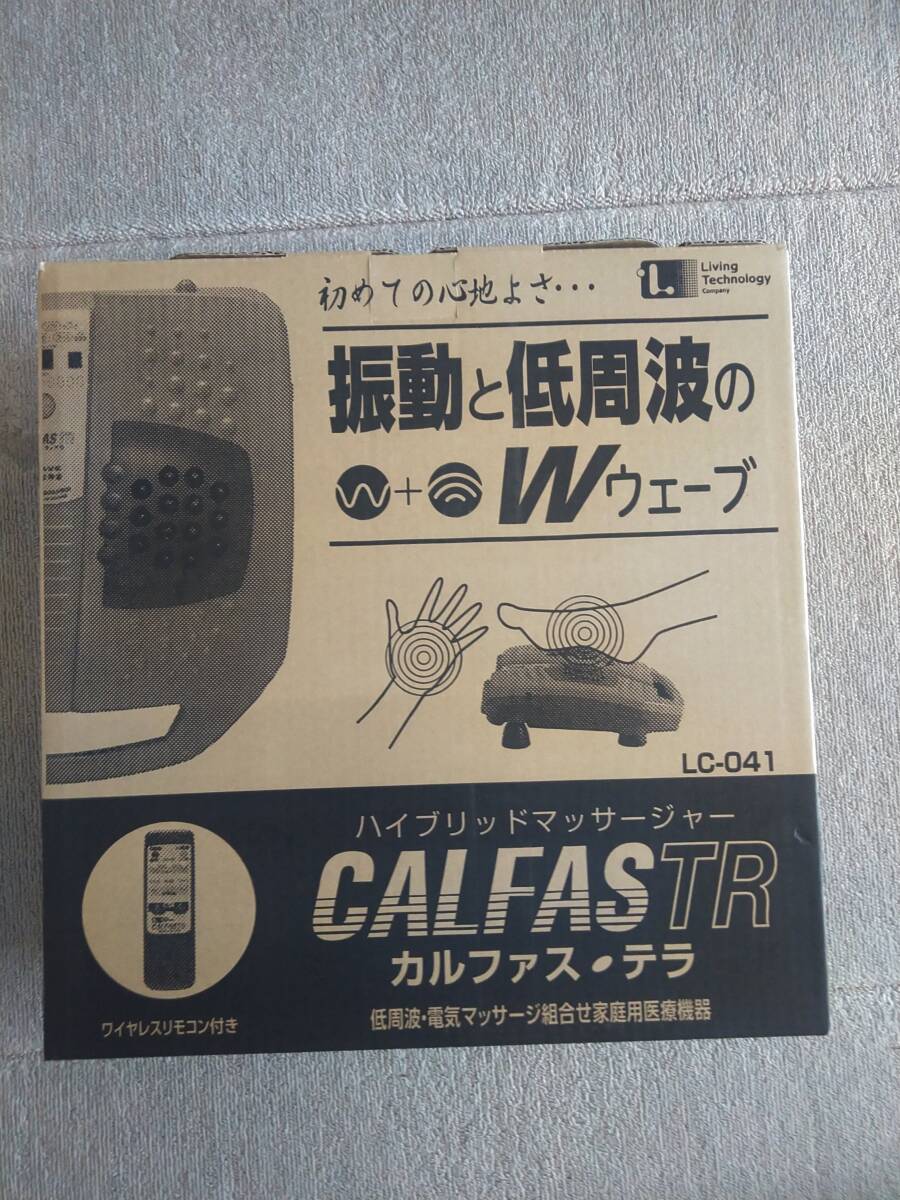 初めての心地よさ・・・
Living
Technology
Company
振動と低周波の
W+ Wウェーブ
LC-041
ハイブリッドマッサージャー
CALFAS TR
カルファス・テラ
低周波・電気マッサージ組合せ家庭用医療機器
ワイヤレスリモコン付き